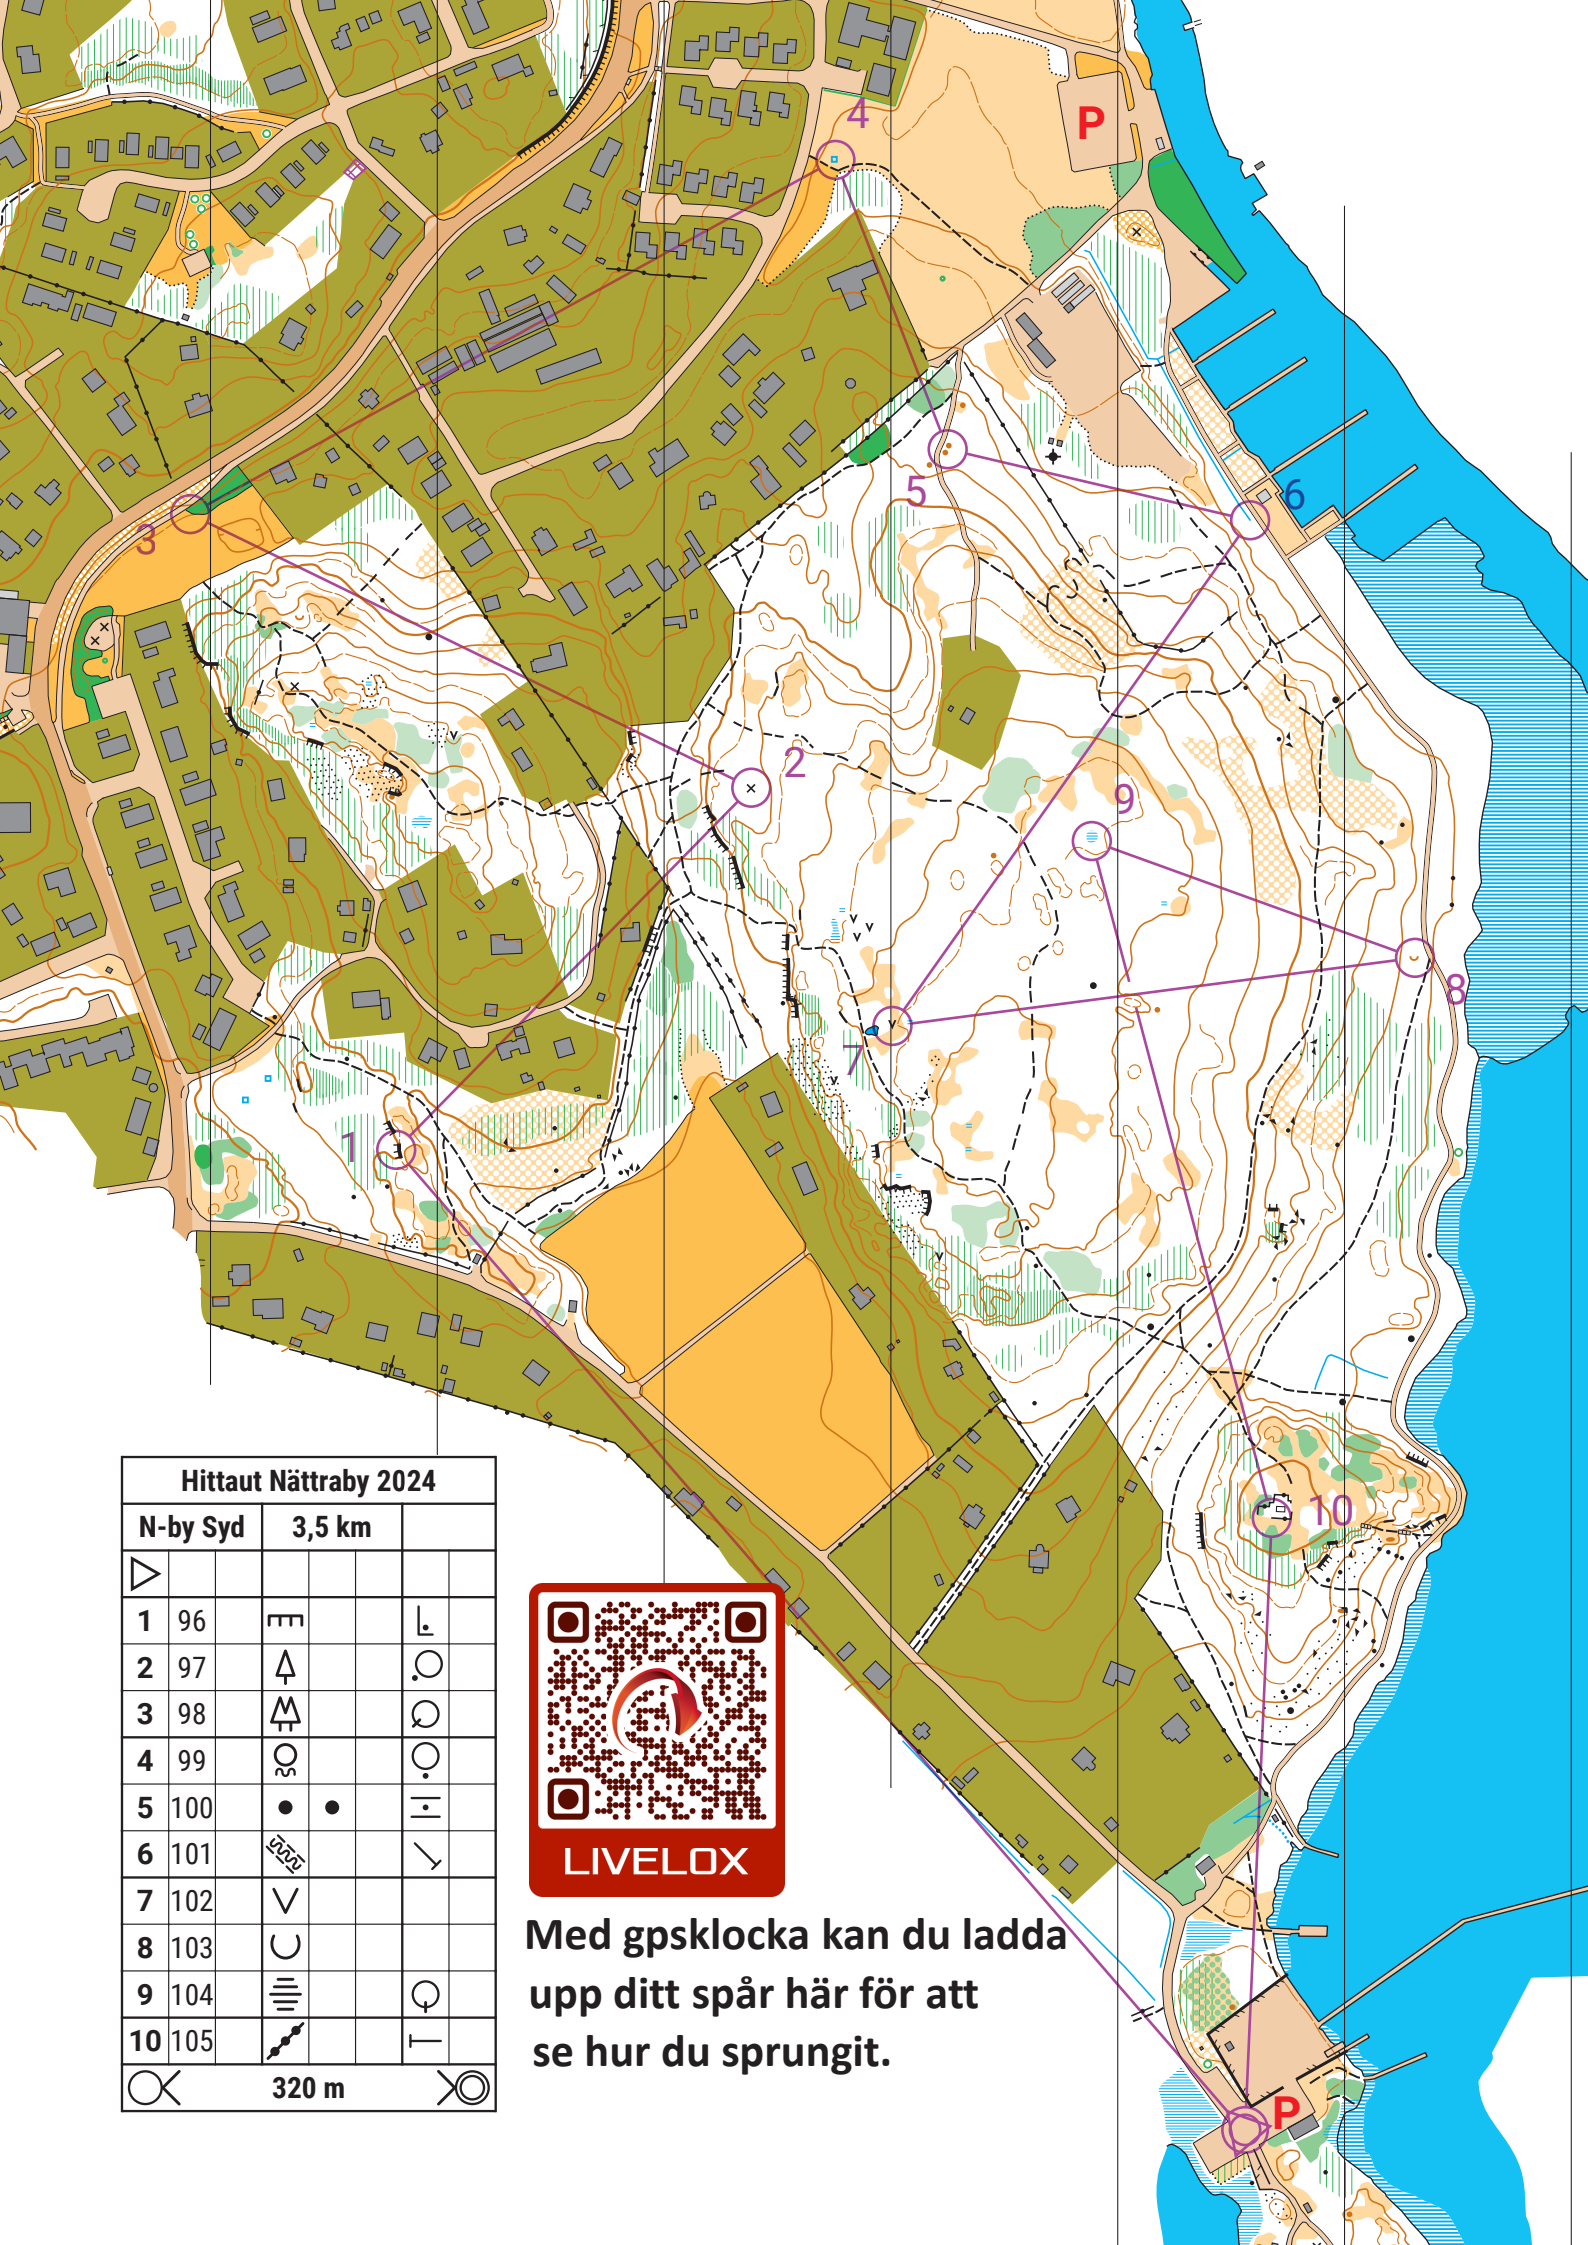 4
P
6
3
5
2
9
8
7
1
10
Hittaut Nättraby 2024
N-by Syd 3,5 km
1 96
2 97
3 98
4 99
5 100
6 101
7 102
8 103
9 104
10 105
320 m
LIVELOX
Med gpsklocka kan du ladda
upp ditt spår här för att
se hur du sprungit.
P